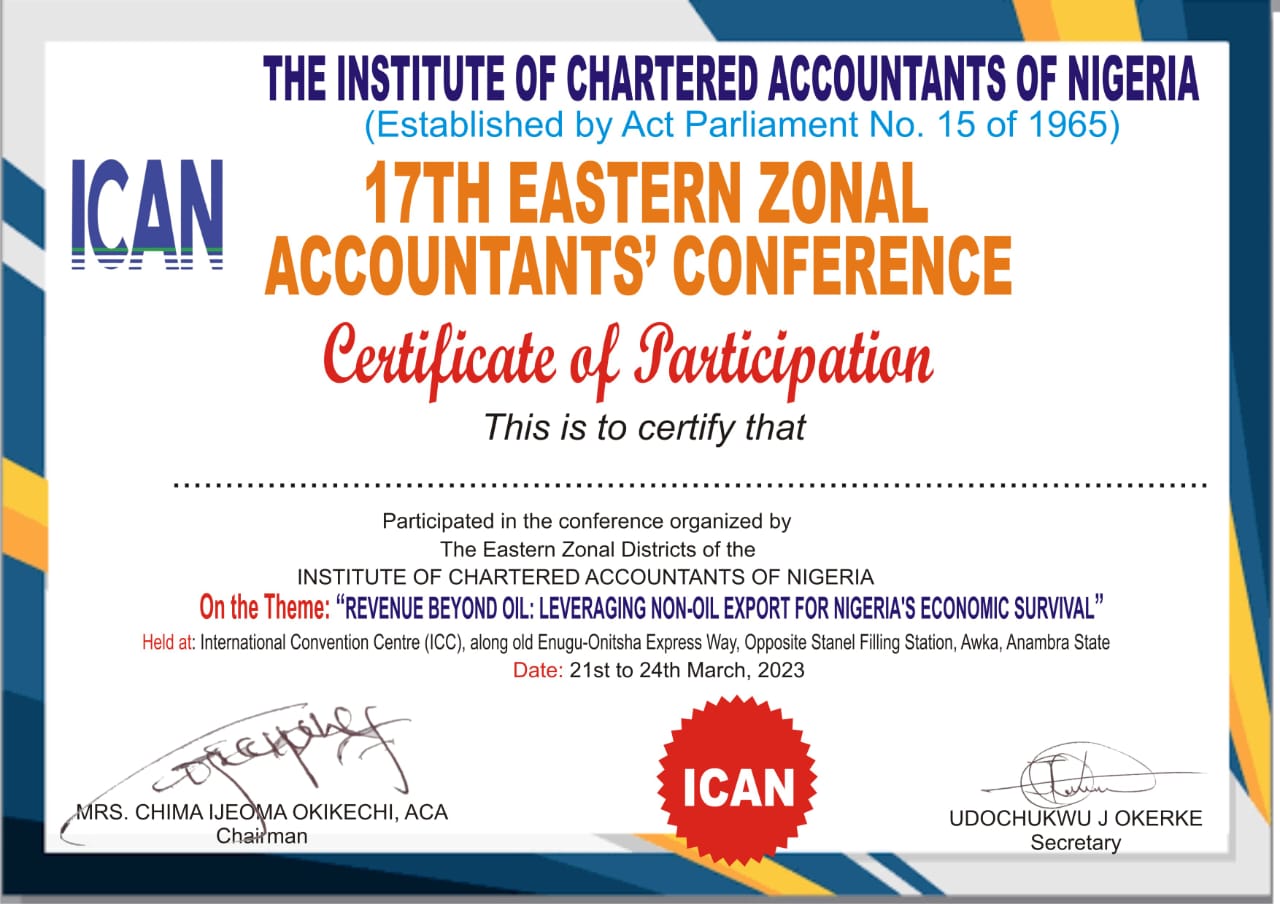 THE INSTITUTE OF CHARTERED ACCOUNTANTS OF NIGERIA
(Established by Act Parliament No. 15 of 1965)
ICAN
17TH EASTERN ZONAL
ACCOUNTANTS’ CONFERENCE
Certificate of Participation
This is to certify that
Participated in the conference organized by
The Eastern Zonal Districts of the
INSTITUTE OF CHARTERED ACCOUNTANTS OF NIGERIA
On the Theme: “REVENUE BEYOND OIL: LEVERAGING NON-OIL EXPORT FOR NIGERIA'S ECONOMIC SURVIVAL”
Held at: International Convention Centre (ICC), along old Enugu-Onitsha Express Way, Opposite Stanel Filling Station, Awka, Anambra State
Date: 21st to 24th March, 2023
MRS. CHIMA IJEOMA OKIKECHI, ACA
Chairman
ICAN
UDOCHUKWU J OKERKE
Secretary